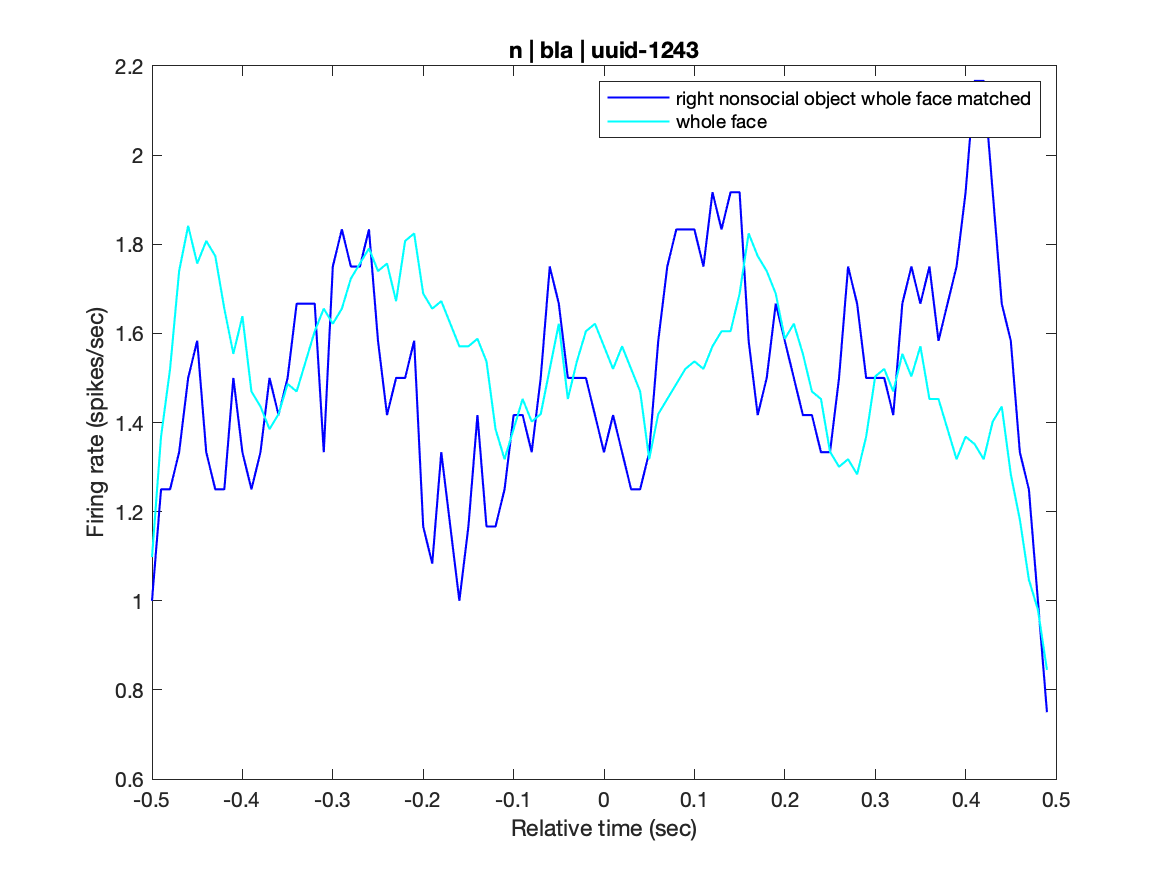 n | bla | uuid-1243
right nonsocial object whole face matched
whole face
Firing rate (spikes/sec)
2.2
2
1.8
1.6
1.4
1.2
1
0.8
0.6
-0.5 -0.4 -0.3 -0.2 -0.1 0 0.1 0.2 0.3 0.4 0.5
Relative time (sec)